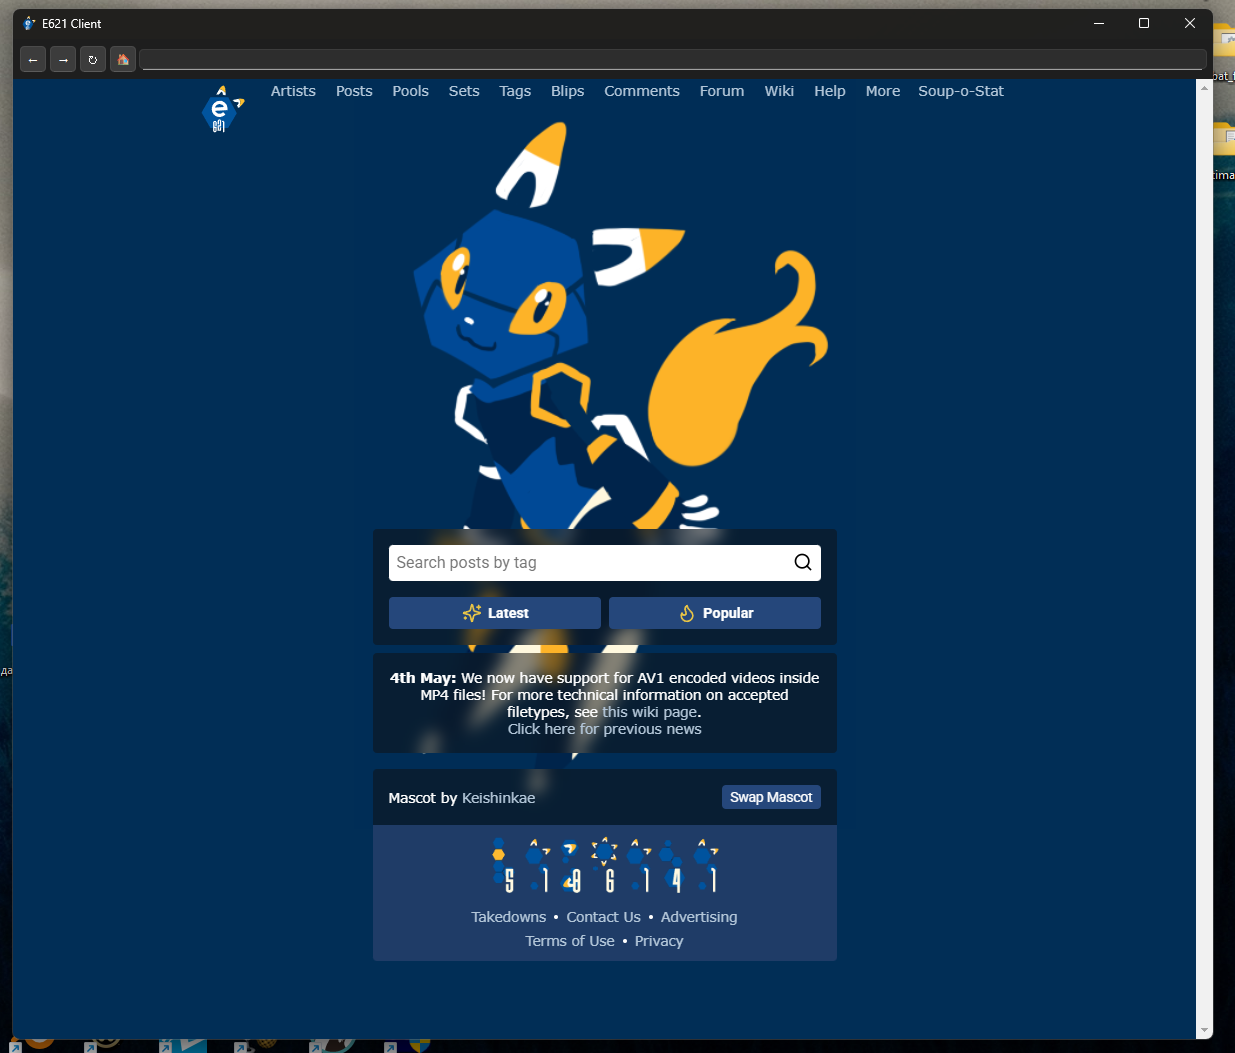 E621 Client
e
621
Artists Posts Pools Sets Tags Blips Comments Forum Wiki Help More Soup-o-Stat
Search posts by tag
Latest Popular
4th May: We now have support for AV1 encoded videos inside
MP4 files! For more technical information on accepted
filetypes, see this wiki page.
Click here for previous news
Mascot by Keishinkae
Swap Mascot
5186141
Takedowns • Contact Us • Advertising
Terms of Use • Privacy